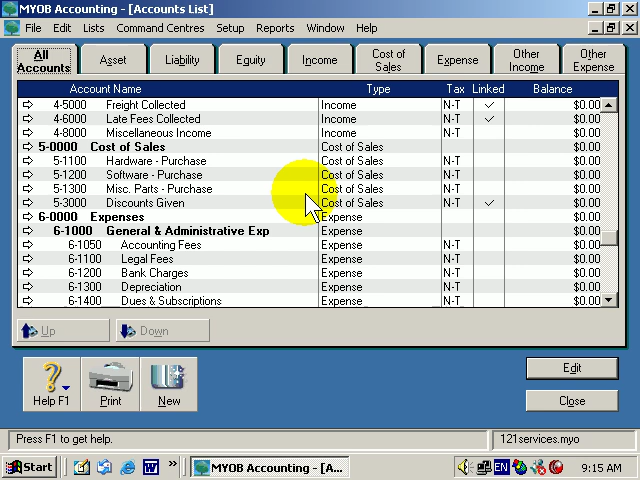 MYOB Accounting - [Accounts List]
File Edit Lists Command Centres Setup Reports Window Help
All Accounts Asset Liability Equity Income Cost of Sales Expense Other Income Other Expense
Account Name Type Tax Linked Balance
4-5000 Freight Collected Income N-T $0.00
4-6000 Late Fees Collected Income N-T $0.00
4-8000 Miscellaneous Income Income N-T $0.00
5-0000 Cost of Sales Cost of Sales $0.00
5-1100 Hardware - Purchase Cost of Sales N-T $0.00
5-1200 Software - Purchase Cost of Sales N-T $0.00
5-1300 Misc. Parts - Purchase Cost of Sales N-T $0.00
5-3000 Discounts Given Cost of Sales N-T $0.00
6-0000 Expenses Expense $0.00
6-1000 General & Administrative Exp Expense $0.00
6-1050 Accounting Fees Expense N-T $0.00
6-1100 Legal Fees Expense N-T $0.00
6-1200 Bank Charges Expense N-T $0.00
6-1300 Depreciation Expense N-T $0.00
6-1400 Dues & Subscriptions Expense N-T $0.00
Up Down
Help F1 Print New
Edit
Close
Press F1 to get help. 121services.myo
Start W » MYOB Accounting - [A... EN 9:15 AM